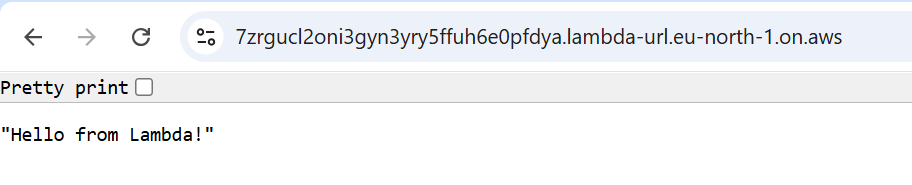 7zrgucl2oni3gyn3yry5ffuh6e0pfdya.lambda-url.eu-north-1.on.aws
Pretty print
"Hello from Lambda!"